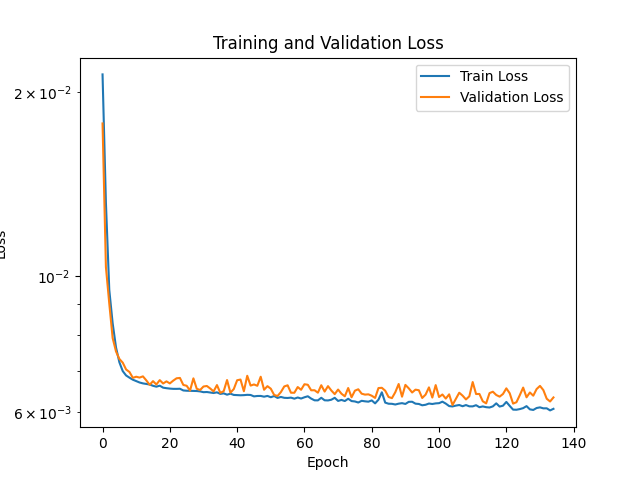 Training and Validation Loss
Train Loss
Validation Loss
2 × 10⁻²
10⁻²
6 × 10⁻³
Loss
0 20 40 60 80 100 120 140
Epoch